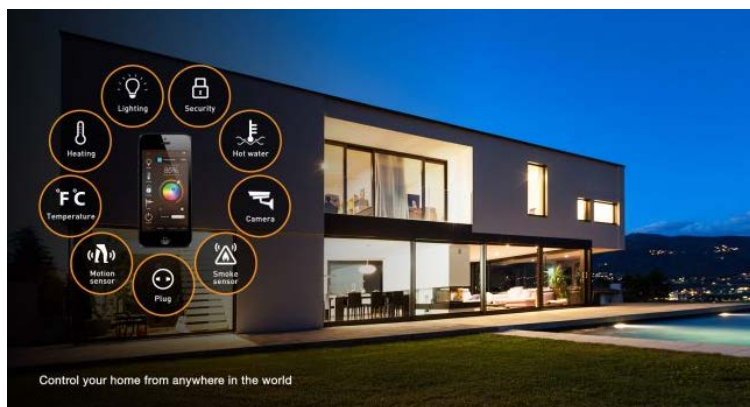 Lighting
Security
Heating
Hot water
°F°C
Temperature
Camera
Motion
sensor
Smoke
sensor
Plug
Control your home from anywhere in the world